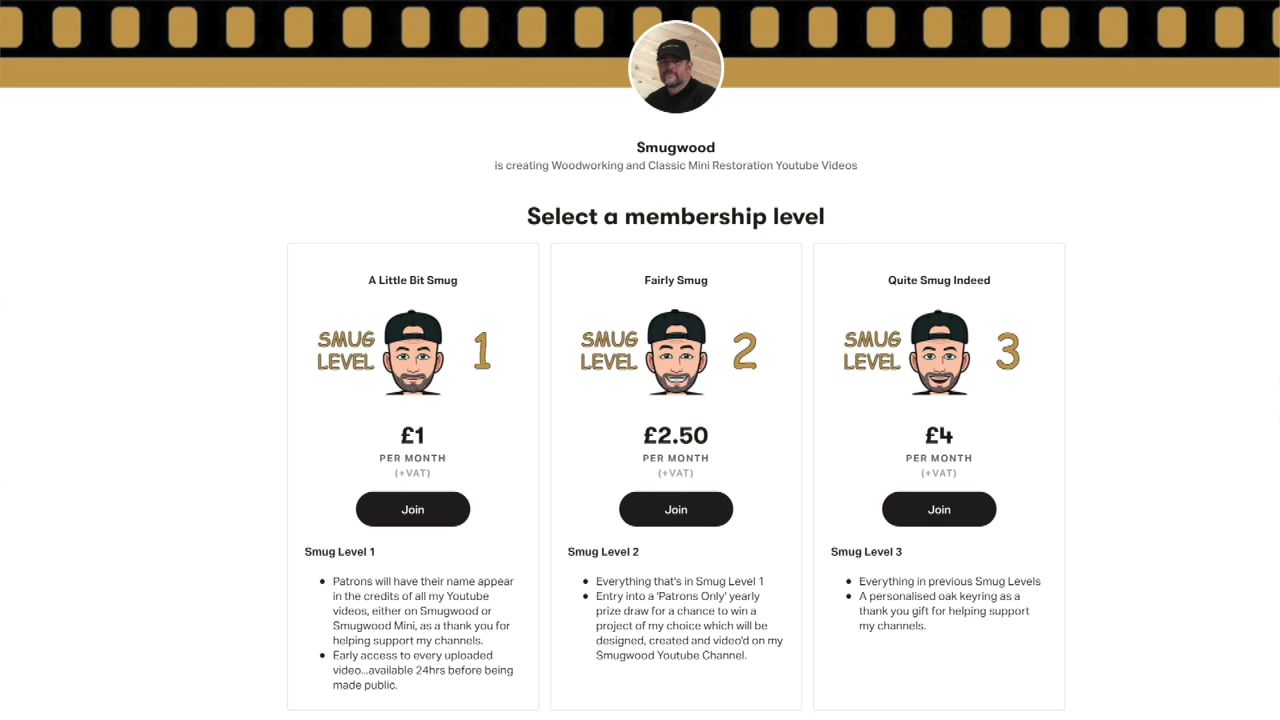 Smugwood
is creating Woodworking and Classic Mini Restoration Youtube Videos
Select a membership level
A Little Bit Smug
SMUG
LEVEL
1
£1
PER MONTH
(+VAT)
Join
Smug Level 1
• Patrons will have their name appear
in the credits of all my Youtube
videos, either on Smugwood or
Smugwood Mini, as a thank you for
helping support my channels.
• Early access to every uploaded
video...available 24hrs before being
made public.
Fairly Smug
SMUG
LEVEL
2
£2.50
PER MONTH
(+VAT)
Join
Smug Level 2
• Everything that's in Smug Level 1
• Entry into a 'Patrons Only' yearly
prize draw for a chance to win a
project of my choice which will be
designed, created and video'd on my
Smugwood Youtube Channel.
Quite Smug Indeed
SMUG
LEVEL
3
£4
PER MONTH
(+VAT)
Join
Smug Level 3
• Everything in previous Smug Levels
• A personalised oak keyring as a
thank you gift for helping support
my channels.